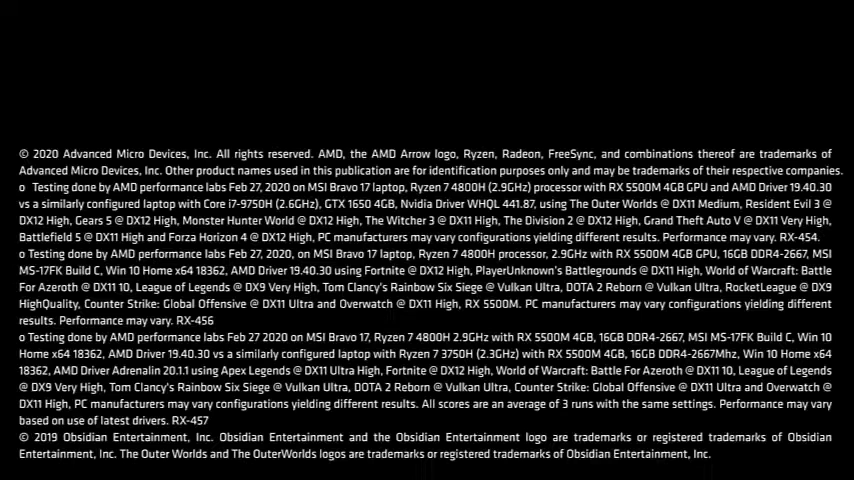 © 2020 Advanced Micro Devices, Inc. All rights reserved. AMD, the AMD Arrow logo, Ryzen, Radeon, FreeSync, and combinations thereof are trademarks of
Advanced Micro Devices, Inc. Other product names used in this publication are for identification purposes only and may be trademarks of their respective companies.
o Testing done by AMD performance labs Feb 27, 2020 on MSI Bravo 17 laptop, Ryzen 7 4800H (2.9GHz) processor with RX 5500M 4GB GPU and AMD Driver 19.40.30
vs a similarly configured laptop with Core i7-9750H (2.6GHz), GTX 1650 4GB, Nvidia Driver WHQL 441.87, using The Outer Worlds @ DX11 Medium, Resident Evil 3 @
DX12 High, Gears 5 @ DX12 High, Monster Hunter World @ DX12 High, The Witcher 3 @ DX11 High, The Division 2 @ DX12 High, Grand Theft Auto V @ DX11 Very High,
Battlefield 5 @ DX11 High and Forza Horizon 4 @ DX12 High, PC manufacturers may vary configurations yielding different results. Performance may vary. RX-454.
o Testing done by AMD performance labs Feb 27, 2020, on MSI Bravo 17 laptop, Ryzen 7 4800H processor, 2.9GHz with RX 5500M 4GB GPU, 16GB DDR4-2667, MSI
MS-17FK Build C, Win 10 Home x64 18362, AMD Driver 19.40.30 using Fortnite @ DX12 High, PlayerUnknown's Battlegrounds @ DX11 High, World of Warcraft: Battle
For Azeroth @ DX11 10, League of Legends @ DX9 Very High, Tom Clancy's Rainbow Six Siege @ Vulkan Ultra, DOTA 2 Reborn @ Vulkan Ultra, RocketLeague @ DX9
HighQuality, Counter Strike: Global Offensive @ DX11 Ultra and Overwatch @ DX11 High, RX 5500M. PC manufacturers may vary configurations yielding different
results. Performance may vary. RX-456
o Testing done by AMD performance labs Feb 27 2020 on MSI Bravo 17, Ryzen 7 4800H 2.9GHz with RX 5500M 4GB, 16GB DDR4-2667, MSI MS-17FK Build C, Win 10
Home x64 18362, AMD Driver 19.40.30 vs a similarly configured laptop with Ryzen 7 3750H (2.3GHz) with RX 5500M 4GB, 16GB DDR4-2667Mhz, Win 10 Home x64
18362, AMD Driver Adrenalin 20.1.1 using Apex Legends @ DX11 Ultra High, Fortnite @ DX12 High, World of Warcraft: Battle For Azeroth @ DX11 10, League of Legends
@ DX9 Very High, Tom Clancy's Rainbow Six Siege @ Vulkan Ultra, DOTA 2 Reborn @ Vulkan Ultra, Counter Strike: Global Offensive @ DX11 Ultra and Overwatch @
DX11 High, PC manufacturers may vary configurations yielding different results. All scores are an average of 3 runs with the same settings. Performance may vary
based on use of latest drivers. RX-457
© 2019 Obsidian Entertainment, Inc. Obsidian Entertainment and the Obsidian Entertainment logo are trademarks or registered trademarks of Obsidian
Entertainment, Inc. The Outer Worlds and The OuterWorlds logos are trademarks or registered trademarks of Obsidian Entertainment, Inc.